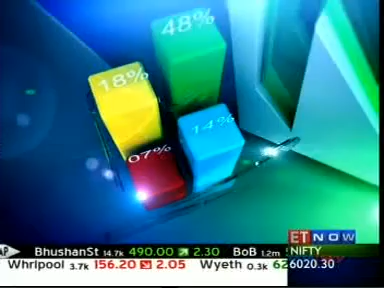 48%
18%
14%
07%
ET NOW
BhushanSt 14.7k 490.00 2.30 BoB 1.2m
NIFTY
Whirlpool 3.7k 156.20 2.05 Wyeth 0.3k 6
6020.30